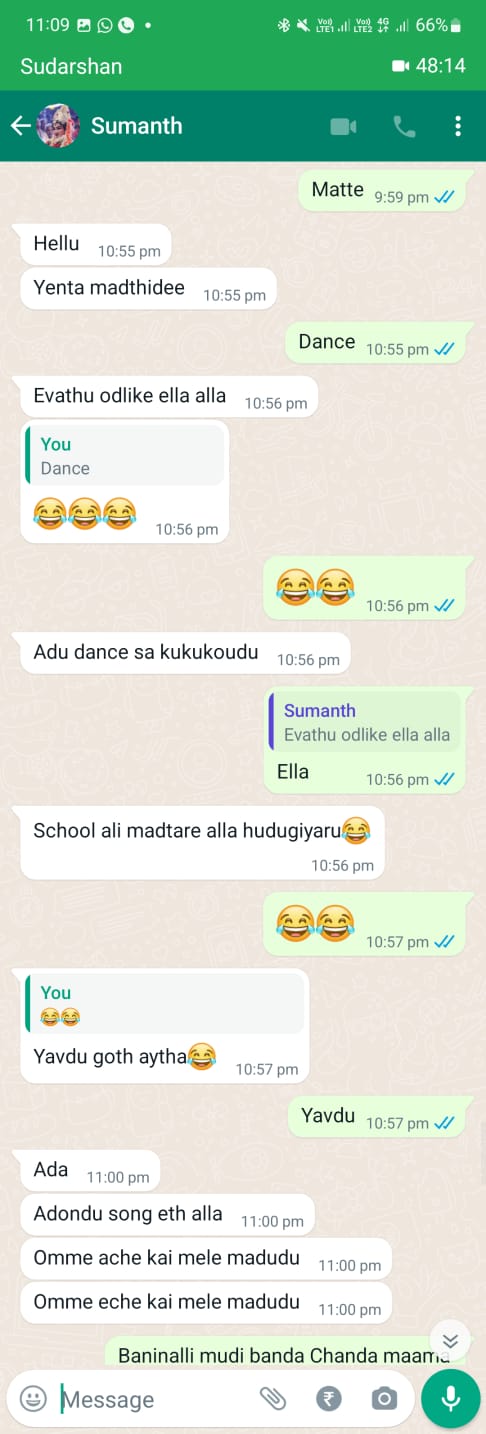 11:09 Voi) LTE1 Voi) LTE2 4G 66%
Sudarshan 48:14
Sumanth
Matte 9:59 pm
Hellu 10:55 pm
Yenta madthidee 10:55 pm
Dance 10:55 pm
Evathu odlike ella alla 10:56 pm
You
Dance
😂😂😂 10:56 pm
😂😂 10:56 pm
Adu dance sa kukukoudu 10:56 pm
Sumanth
Evathu odlike ella alla
Ella 10:56 pm
School ali madtare alla hudugiyaru😂
10:56 pm
😂😂 10:57 pm
You
😂😂
Yavdu goth aytha😂 10:57 pm
Yavdu 10:57 pm
Ada 11:00 pm
Adondu song eth alla 11:00 pm
Omme ache kai mele madudu 11:00 pm
Omme eche kai mele madudu 11:00 pm
Baninalli mudi banda Chanda maama
Message